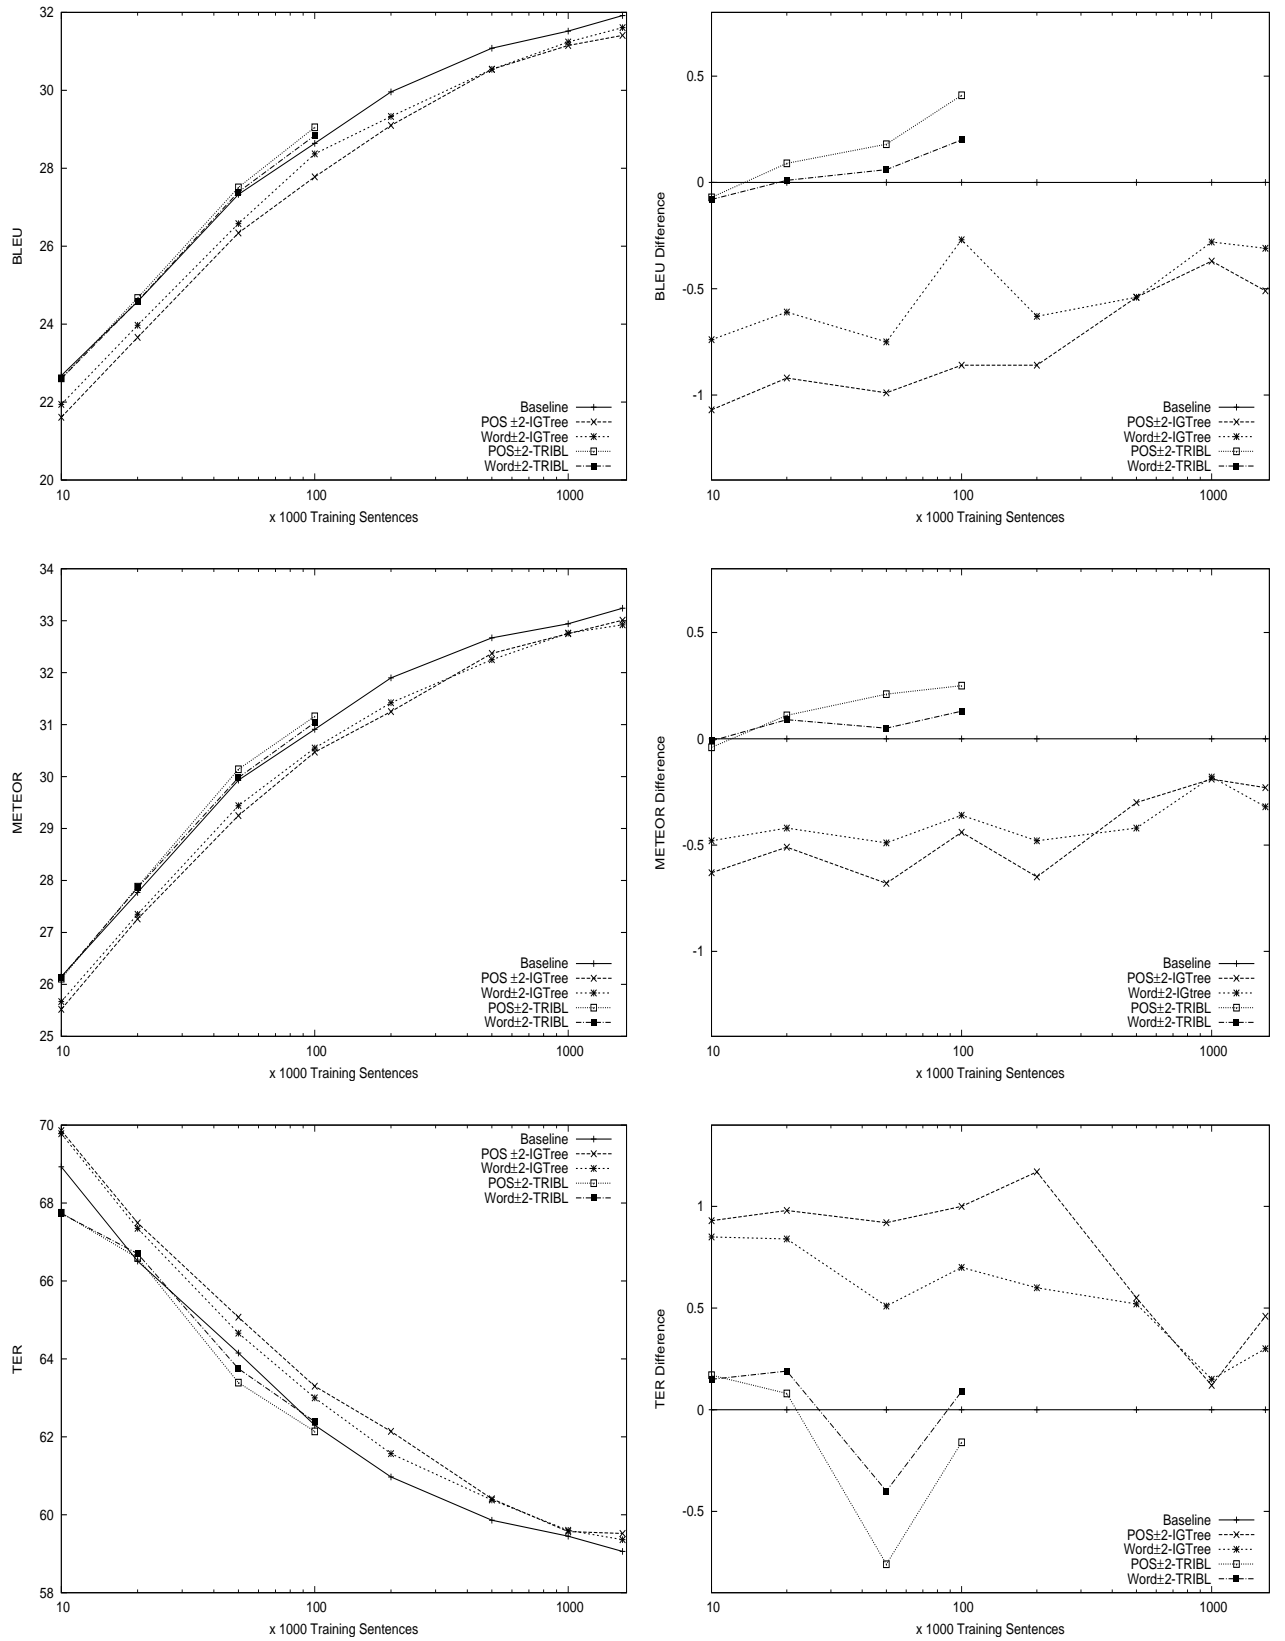 32
30
28
26
24
22
20
BLEU
10
100
1000
x 1000 Training Sentences
Baseline
POS ±2-IGTree
Word±2-IGTree
POS±2-TRIBL
Word±2-TRIBL
0.5
0
-0.5
-1
BLEU Difference
10
100
1000
x 1000 Training Sentences
Baseline
POS±2-IGTree
Word±2-IGTree
POS±2-TRIBL
Word±2-TRIBL
34
33
32
31
30
29
28
27
26
25
METEOR
10
100
1000
x 1000 Training Sentences
Baseline
POS ±2-IGTree
Word±2-IGTree
POS±2-TRIBL
Word±2-TRIBL
0.5
0
-0.5
-1
METEOR Difference
10
100
1000
x 1000 Training Sentences
Baseline
POS±2-IGTree
Word±2-IGtree
POS±2-TRIBL
Word±2-TRIBL
70
68
66
64
62
60
58
TER
10
100
1000
x 1000 Training Sentences
Baseline
POS ±2-IGTree
Word±2-IGTree
POS±2-TRIBL
Word±2-TRIBL
1
0.5
0
-0.5
TER Difference
10
100
1000
x 1000 Training Sentences
Baseline
POS±2-IGTree
Word±2-IGTree
POS±2-TRIBL
Word±2-TRIBL